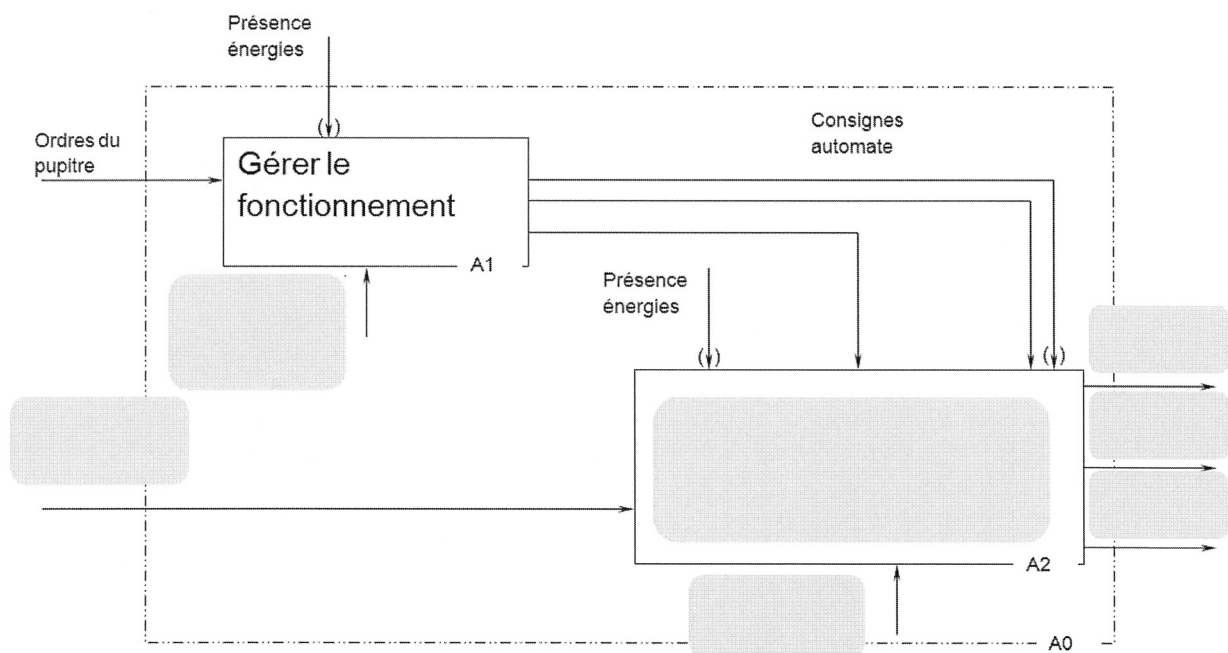 Présence
énergies
Ordres du
pupitre
( )
Gérer le
fonctionnement
A1
Consignes
automate
Présence
énergies
( )
( )
A2
A0